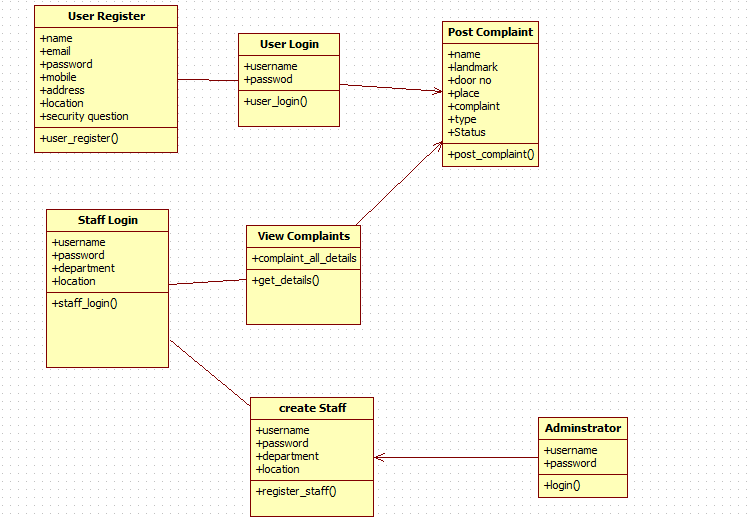 User Register
+name
+email
+password
+mobile
+address
+location
+security question
+user_register()
User Login
+username
+passwod
+user_login()
Post Complaint
+name
+landmark
+door no
+place
+complaint
+type
+Status
+post_complaint()
Staff Login
+username
+password
+department
+location
+staff_login()
View Complaints
+complaint_all_details
+get_details()
create Staff
+username
+password
+department
+location
+register_staff()
Adminstrator
+username
+password
+login()